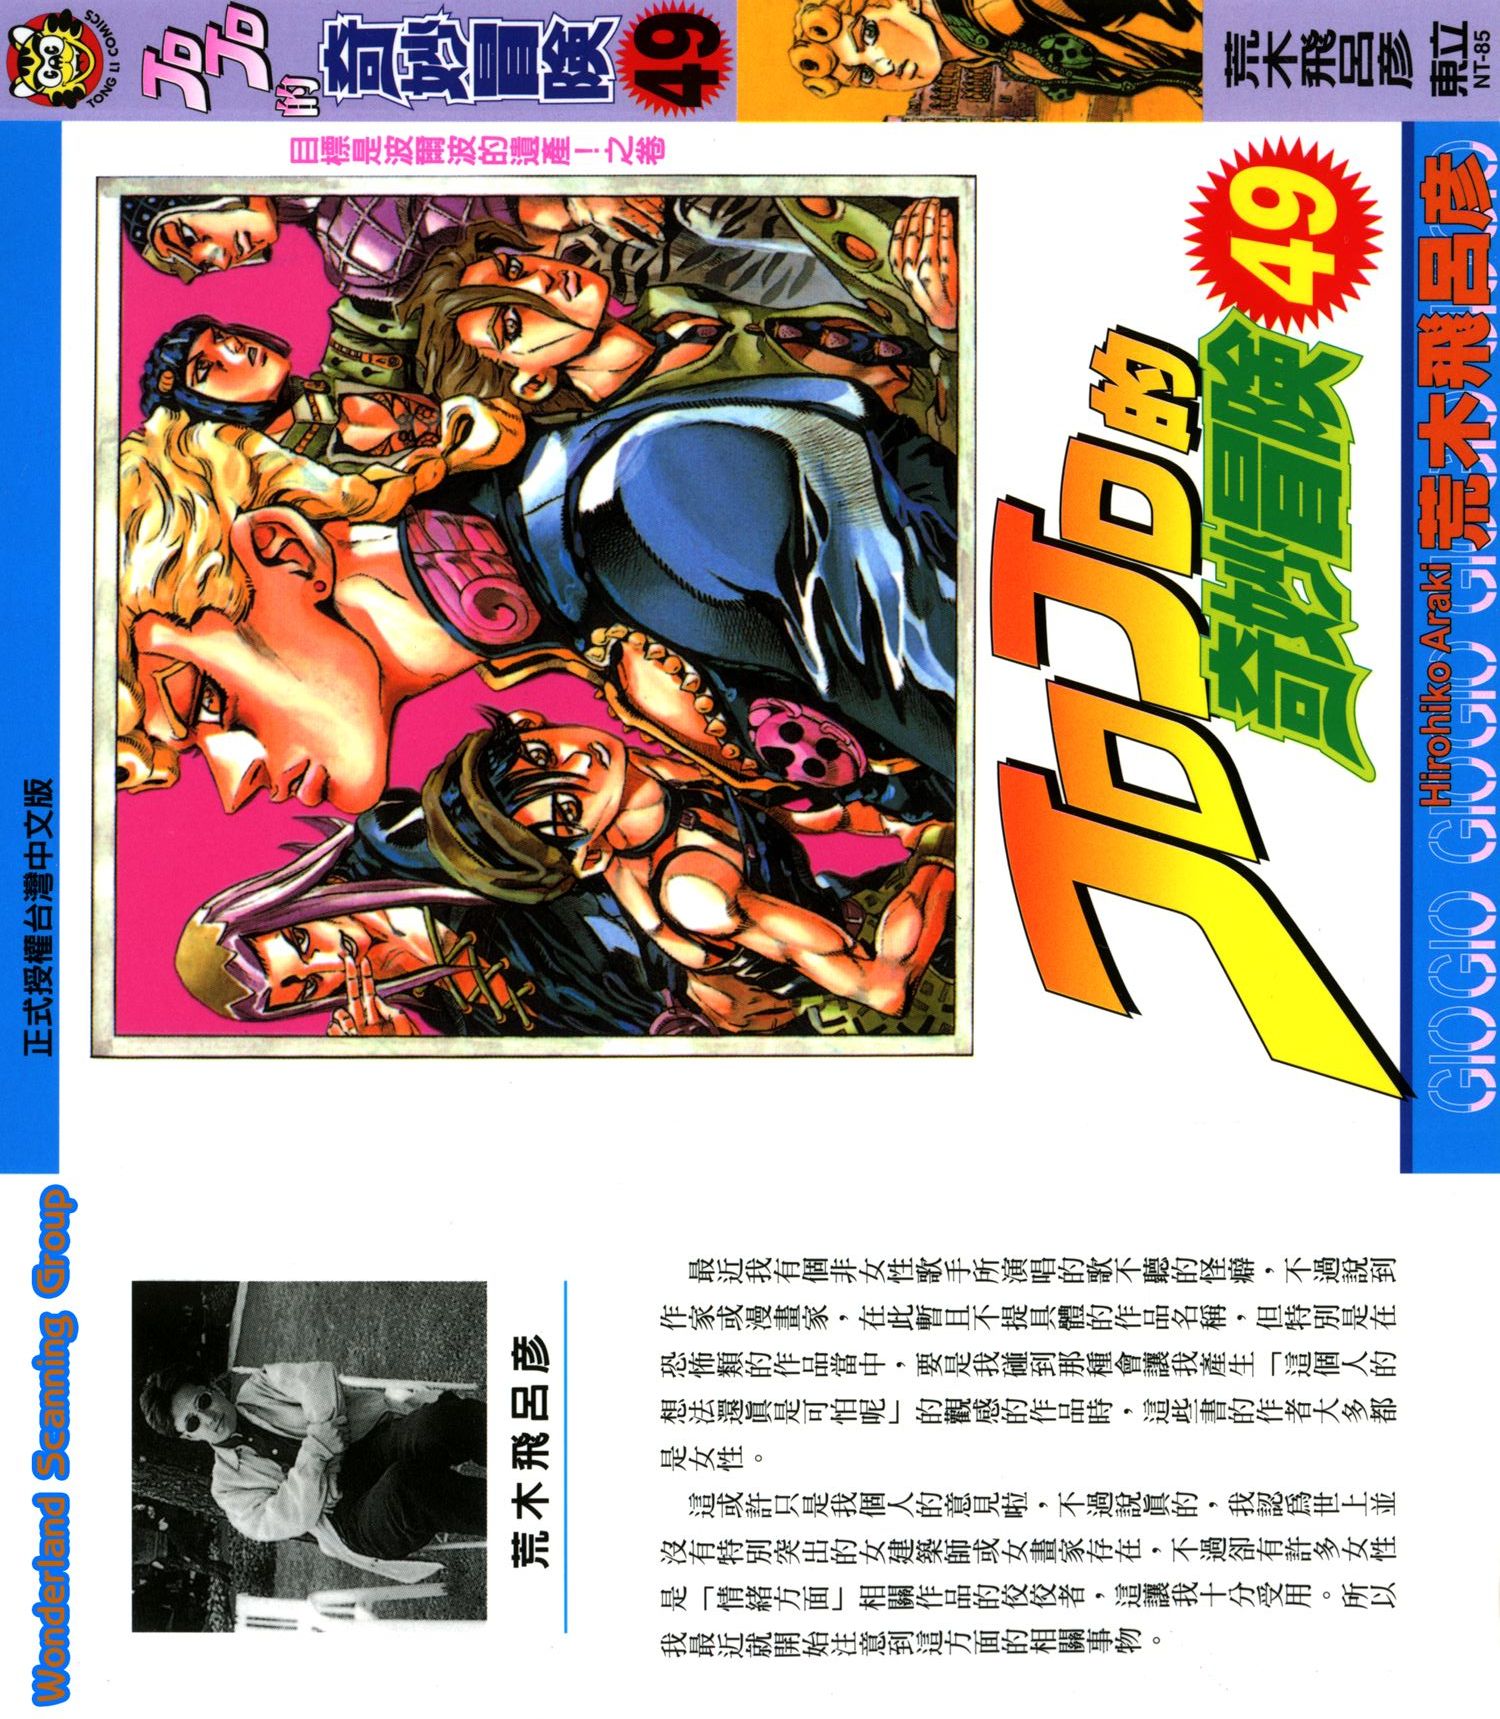 TONG LI COMICS
JOJO的
奇妙冒險
49
荒木飛呂彦
東立
NT-85
目標是波爾波的遺產！之卷
49
JOJO的
奇妙冒險
Hirohiko Araki 荒木飛呂彦
GIOGIO GIOGIO GIOGIO
正式授權台灣中文版
Wonderland Scanning Group
荒木飛呂彦
最近我有個非女性歌手所演唱的歌不聽的怪癖，不過說到
作家或漫畫家，在此暫且不提具體的作品名稱，但特別是在
恐怖類的作品當中，要是我碰到那種會讓我產生「這個人的
想法還真是可怕呢」的觀感的作品時，這些書的作者大多都
是女性。
這或許只是我個人的意見啦，不過說真的，我認為世上並
沒有特別突出的女建築師或女畫家存在，不過卻有許多女性
是「情緒方面」相關作品的佼佼者，這讓我十分受用。所以
我最近就開始注意到這方面的相關事物。